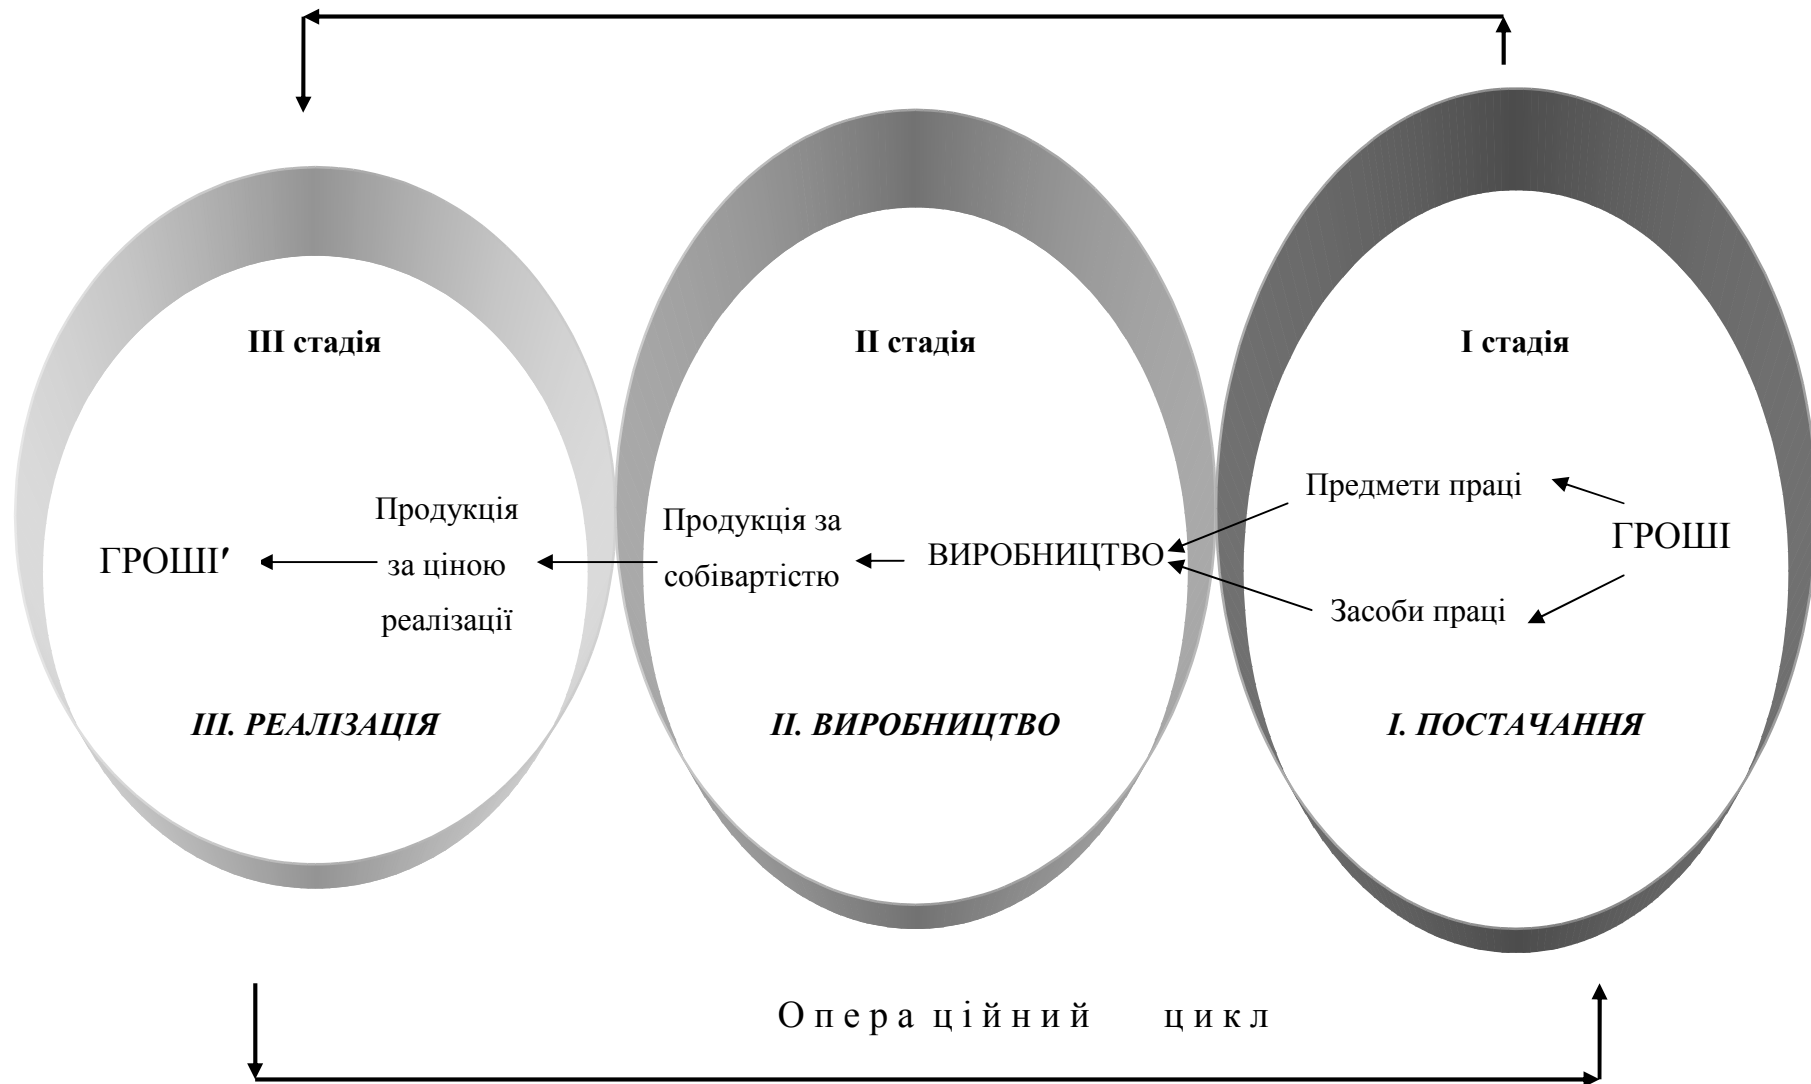 III стадія
II стадія
I стадія
Продукція
за ціною
реалізації
ГРОШІ′
Продукція за
собівартістю
ВИРОБНИЦТВО
Предмети праці
ГРОШІ
Засоби праці
III. РЕАЛІЗАЦІЯ
II. ВИРОБНИЦТВО
I. ПОСТАЧАННЯ
Операційний цикл